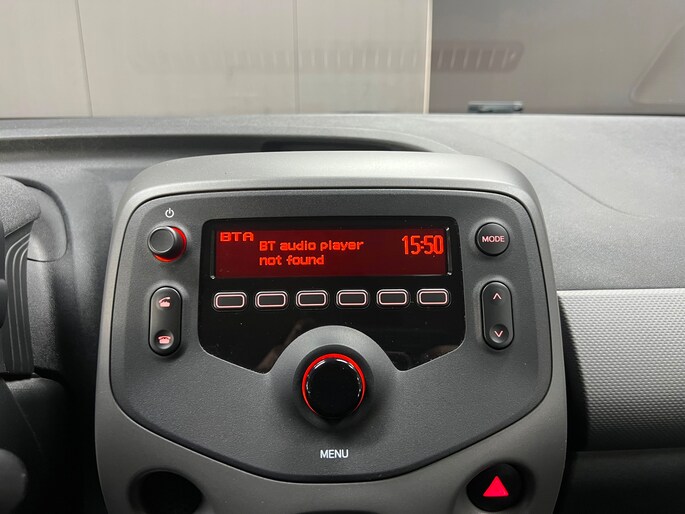 BTA
BT audio player
not found
15:50
MODE
MENU